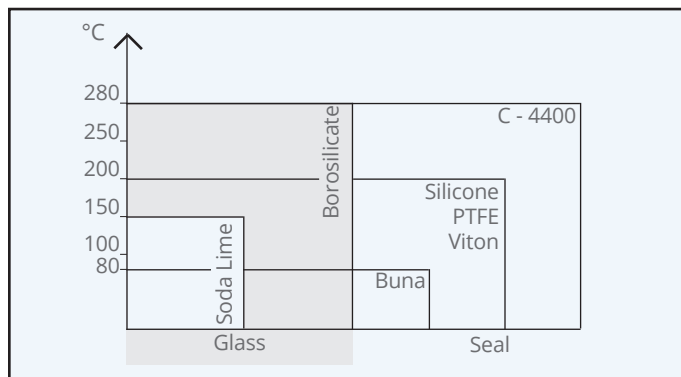 °C
280
250
200
150
100
80
Soda Lime
Borosilicate
C - 4400
Silicone
PTFE
Viton
Buna
Glass
Seal